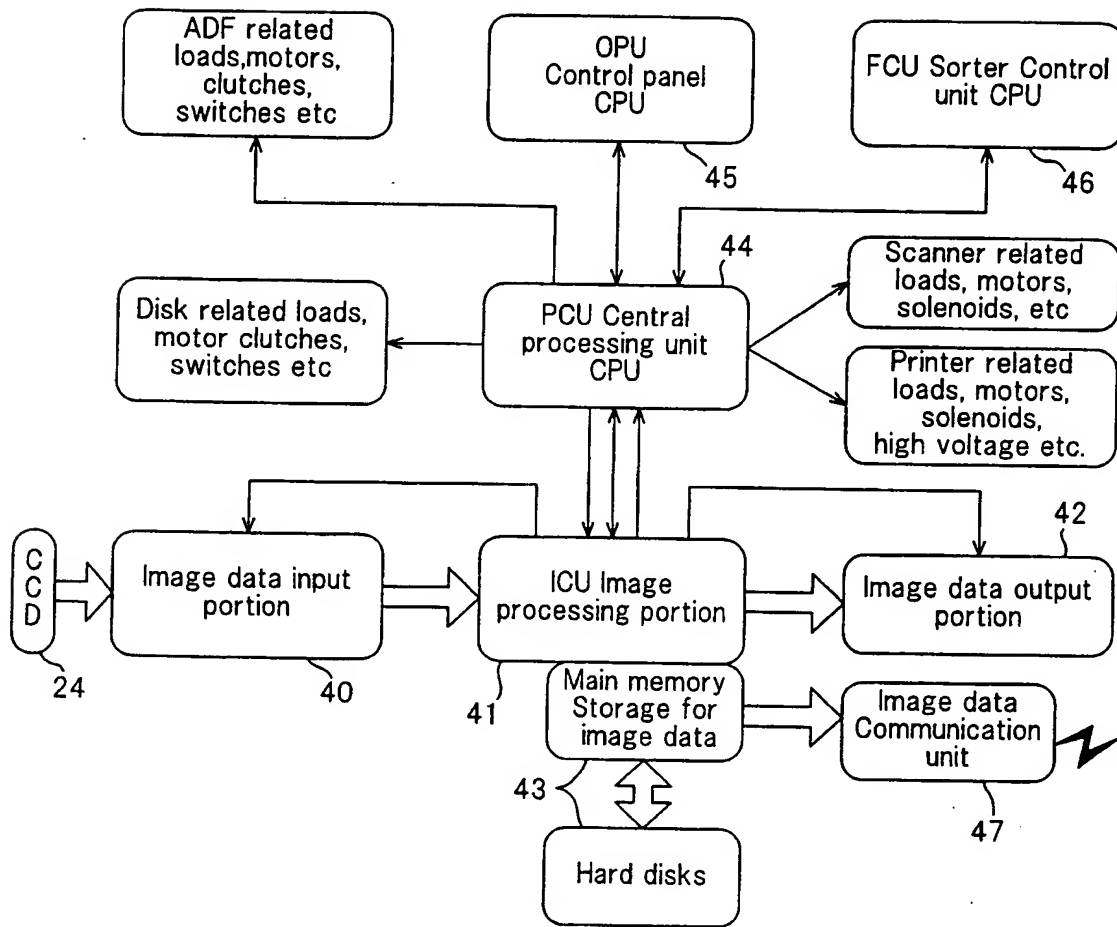 ADF related
loads,motors,
clutches,
switches etc
OPU
Control panel
CPU
45
FCU Sorter Control
unit CPU
46
44
Disk related loads,
motor clutches,
switches etc
PCU Central
processing unit
CPU
Scanner related
loads, motors,
solenoids, etc
Printer related
loads, motors,
solenoids,
high voltage etc.
CCD
24
Image data input
portion
40
ICU Image
processing portion
41
42
Image data output
portion
Main memory
Storage for
image data
43
Image data
Communication
unit
47
Hard disks